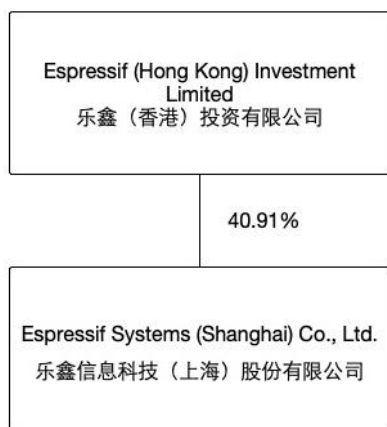 Espressif (Hong Kong) Investment
Limited
乐鑫（香港）投资有限公司
40.91%
Espressif Systems (Shanghai) Co., Ltd.
乐鑫信息科技（上海）股份有限公司